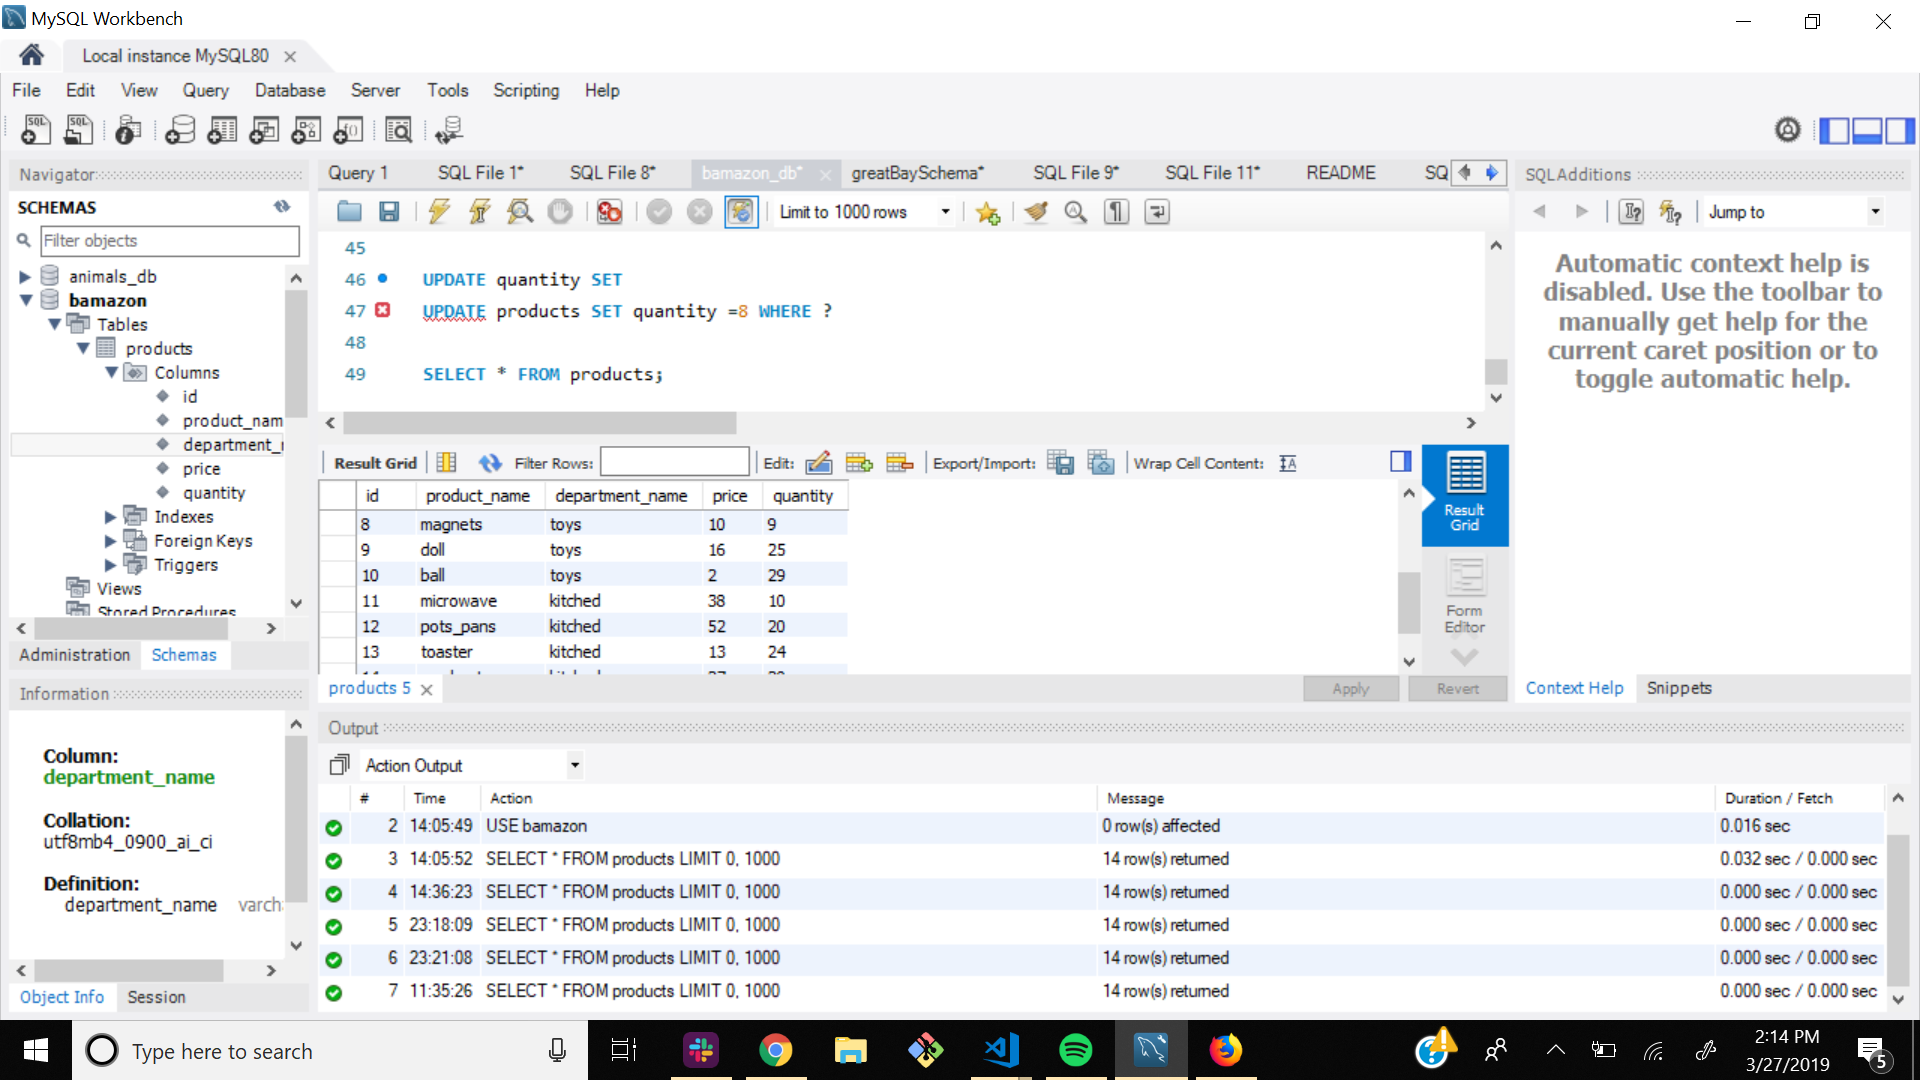 MySQL Workbench
Local instance MySQL80
File Edit View Query Database Server Tools Scripting Help
Navigator
SCHEMAS
Filter objects
animals_db
bamazon
Tables
products
Columns
id
product_nam
department_
price
quantity
Indexes
Foreign Keys
Triggers
Views
Stored Procedures
Administration Schemas
Information
Column:
department_name
Collation:
utf8mb4_0900_ai_ci
Definition:
department_name varch
Object Info Session
Query 1 SQL File 1* SQL File 8* bamazon_db* greatBaySchema* SQL File 9* SQL File 11* README SQ
Limit to 1000 rows
45
46 UPDATE quantity SET
47 UPDATE products SET quantity =8 WHERE ?
48
49 SELECT * FROM products;
Result Grid Filter Rows: Edit: Export/Import: Wrap Cell Content:
id product_name department_name price quantity
8 magnets toys 10 9
9 doll toys 16 25
10 ball toys 2 29
11 microwave kitched 38 10
12 pots_pans kitched 52 20
13 toaster kitched 13 24
Result Grid
Form Editor
products 5
Apply Revert
SQLAdditions
Jump to
Automatic context help is
disabled. Use the toolbar to
manually get help for the
current caret position or to
toggle automatic help.
Context Help Snippets
Output
Action Output
# Time Action Message Duration / Fetch
2 14:05:49 USE bamazon 0 row(s) affected 0.016 sec
3 14:05:52 SELECT * FROM products LIMIT 0, 1000 14 row(s) returned 0.032 sec / 0.000 sec
4 14:36:23 SELECT * FROM products LIMIT 0, 1000 14 row(s) returned 0.000 sec / 0.000 sec
5 23:18:09 SELECT * FROM products LIMIT 0, 1000 14 row(s) returned 0.000 sec / 0.000 sec
6 23:21:08 SELECT * FROM products LIMIT 0, 1000 14 row(s) returned 0.000 sec / 0.000 sec
7 11:35:26 SELECT * FROM products LIMIT 0, 1000 14 row(s) returned 0.000 sec / 0.000 sec
Type here to search
2:14 PM
3/27/2019
5